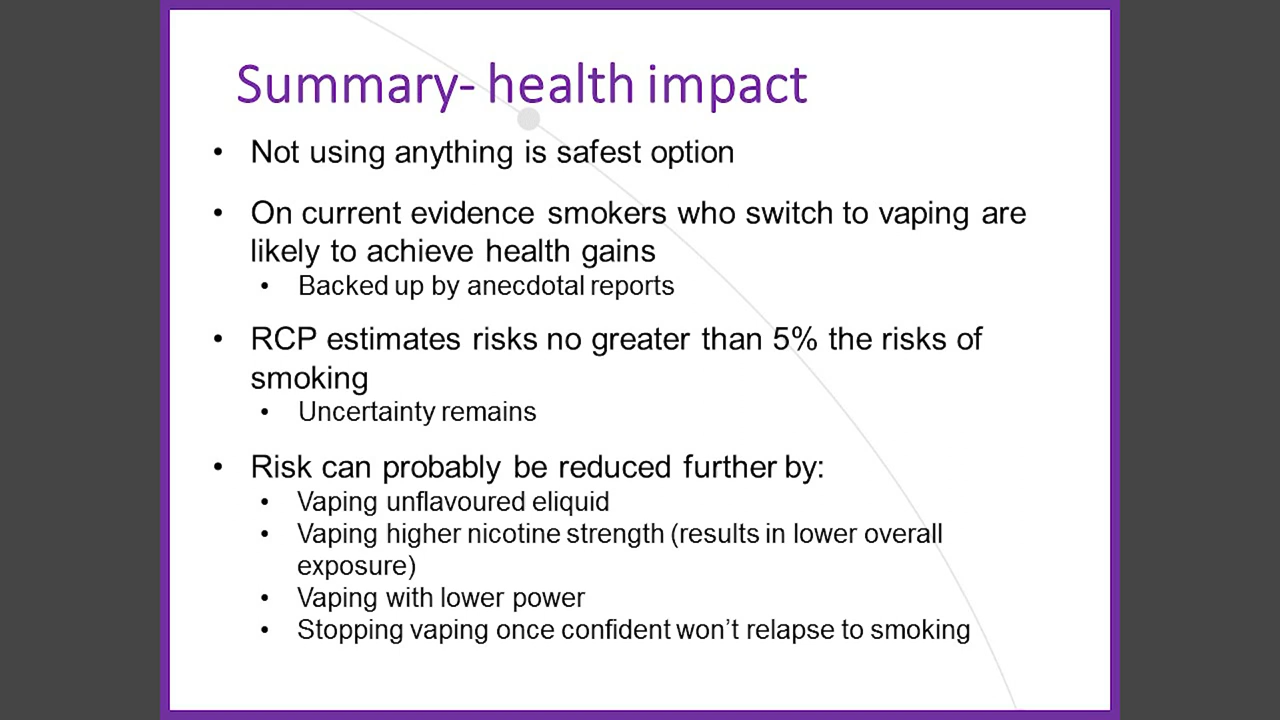 Summary- health impact
• Not using anything is safest option
• On current evidence smokers who switch to vaping are
likely to achieve health gains
• Backed up by anecdotal reports
• RCP estimates risks no greater than 5% the risks of
smoking
• Uncertainty remains
• Risk can probably be reduced further by:
• Vaping unflavoured eliquid
• Vaping higher nicotine strength (results in lower overall
exposure)
• Vaping with lower power
• Stopping vaping once confident won’t relapse to smoking